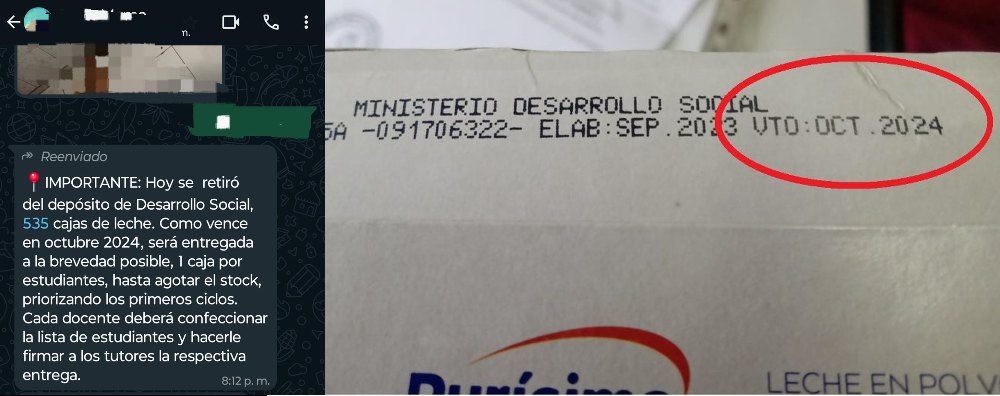 m.
Reenviado
📍IMPORTANTE: Hoy se retiró
del depósito de Desarrollo Social,
535 cajas de leche. Como vence
en octubre 2024, será entregada
a la brevedad posible, 1 caja por
estudiantes, hasta agotar el stock,
priorizando los primeros ciclos.
Cada docente deberá confeccionar
la lista de estudiantes y hacerle
firmar a los tutores la respectiva
entrega.
8:12 p. m.
MINISTERIO DESARROLLO SOCIAL
6A -091706322- ELAB:SEP.2023 VTO:OCT.2024
Purísima
LECHE EN POLV